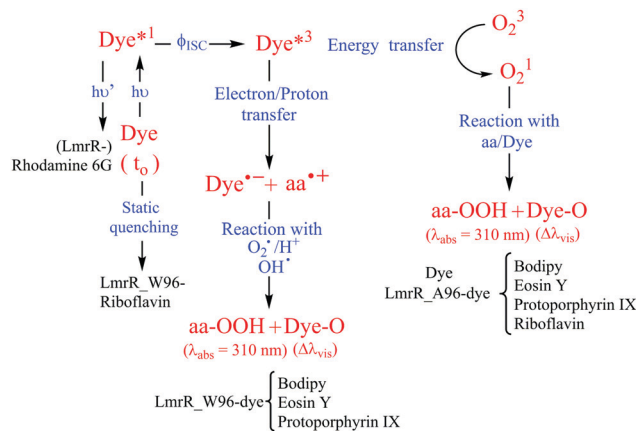 Dye*¹ ϕISC Dye*³ Energy transfer O₂³
O₂¹
hυ' hυ
Electron/Proton
transfer
Reaction with
aa/Dye
(LmrR-)
Rhodamine 6G
Dye
(t₀)
Static
quenching
LmrR_W96-
Riboflavin
Dye•− + aa•+
Reaction with
O₂•/H⁺
OH•
aa-OOH + Dye-O
(λabs = 310 nm) (Δλvis)
LmrR_W96-dye
Bodipy
Eosin Y
Protoporphyrin IX
aa-OOH + Dye-O
(λabs = 310 nm) (Δλvis)
Dye
LmrR_A96-dye
Bodipy
Eosin Y
Protoporphyrin IX
Riboflavin